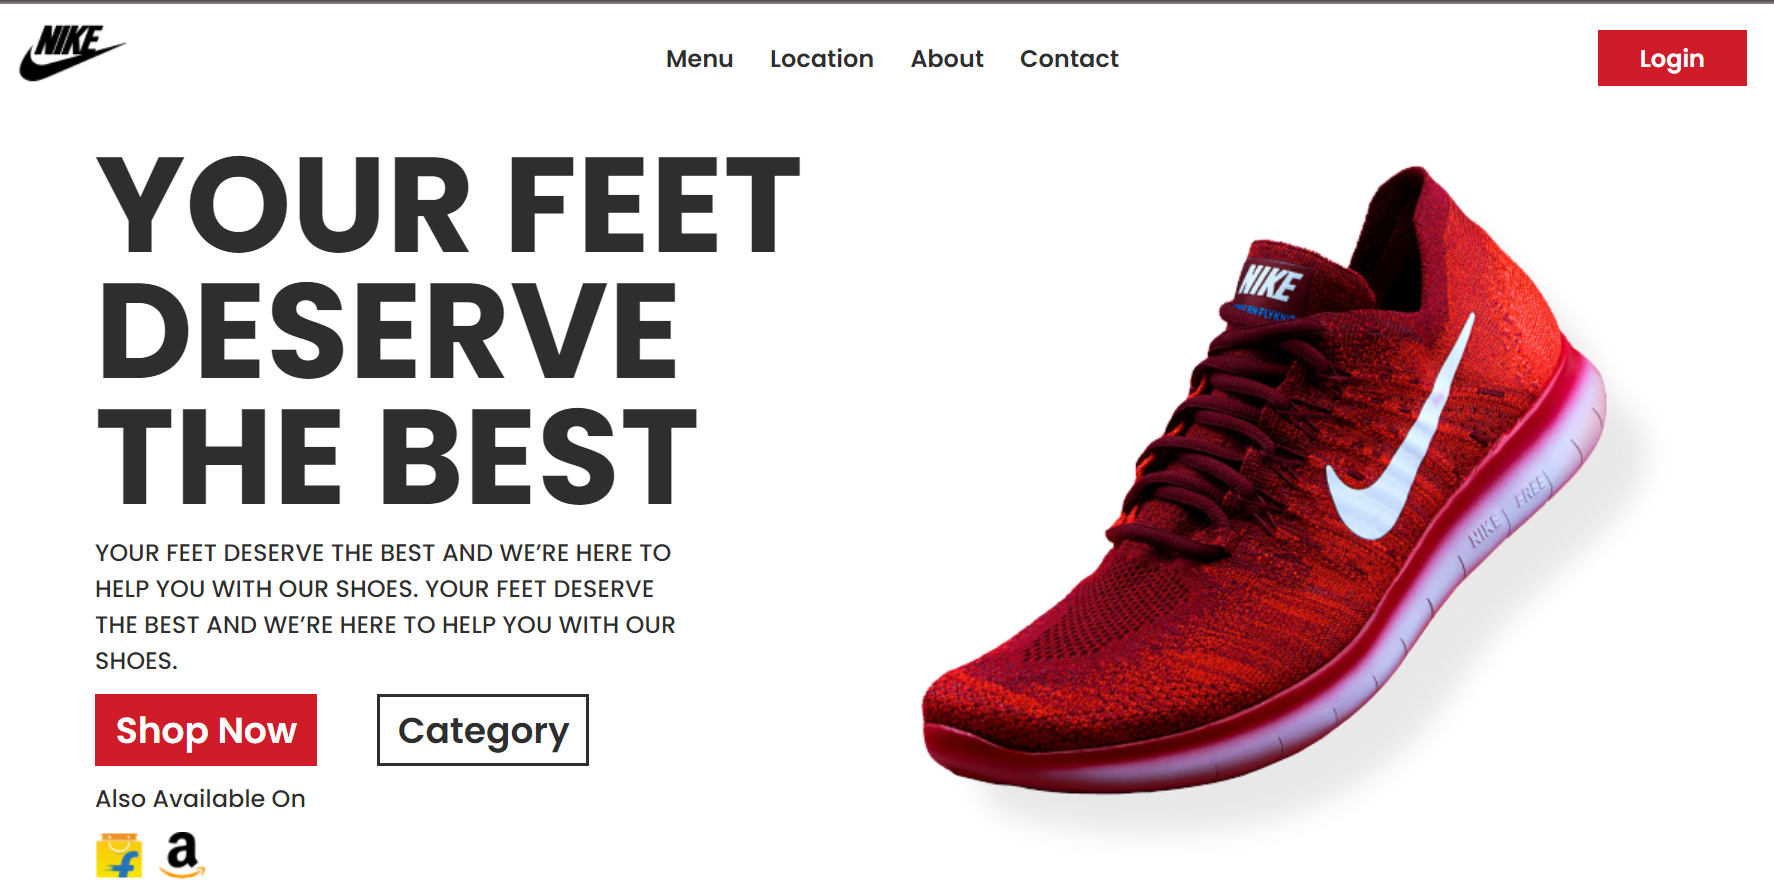 NIKE
Menu Location About Contact
Login
YOUR FEET
DESERVE
THE BEST
YOUR FEET DESERVE THE BEST AND WE’RE HERE TO
HELP YOU WITH OUR SHOES. YOUR FEET DESERVE
THE BEST AND WE’RE HERE TO HELP YOU WITH OUR
SHOES.
Shop Now
Category
Also Available On
f
a
NIKE
FLYKNIT
NIKE FREE